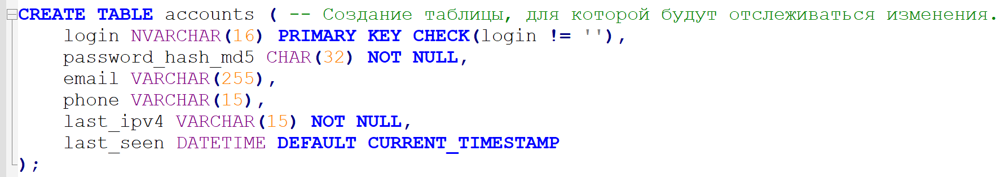 CREATE TABLE accounts ( -- Создание таблицы, для которой будут отслеживаться изменения.
    login NVARCHAR(16) PRIMARY KEY CHECK(login != ''),
    password_hash_md5 CHAR(32) NOT NULL,
    email VARCHAR(255),
    phone VARCHAR(15),
    last_ipv4 VARCHAR(15) NOT NULL,
    last_seen DATETIME DEFAULT CURRENT_TIMESTAMP
);